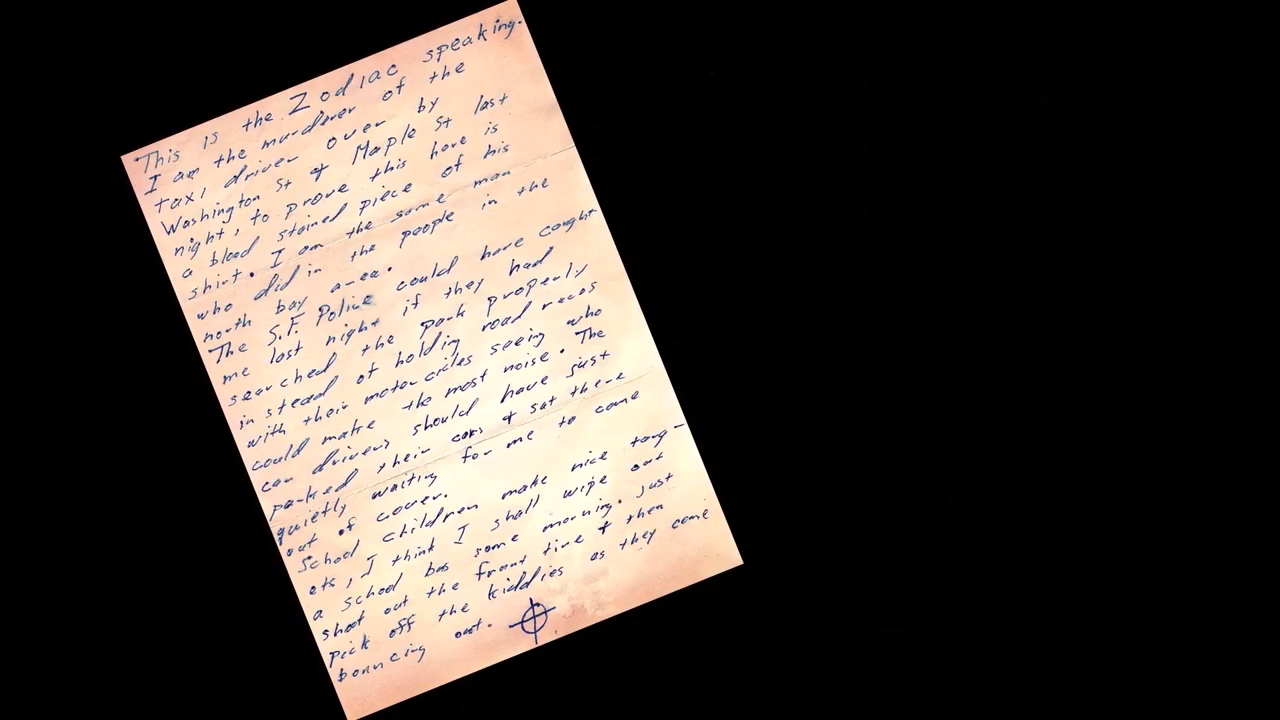 This is the Zodiac speaking.
I am the murderer of the
taxi driver over by
Washington St & Maple St last
night, to prove this here is
a blood stained piece of his
shirt. I am the same man
who did in the people in the
north bay area.
The S.F. Police could have caught
me last night if they had
searched the park properly
instead of holding road races
with their motorcicles seeing who
could make the most noise. The
car drivers should have just
parked their cars & sat there
quietly waiting for me to come
out of cover.
School children make nice targ-
ets, I think I shall wipe out
a school bus some morning. Just
shoot out the front tire & then
pick off the kiddies as they come
bouncing out.